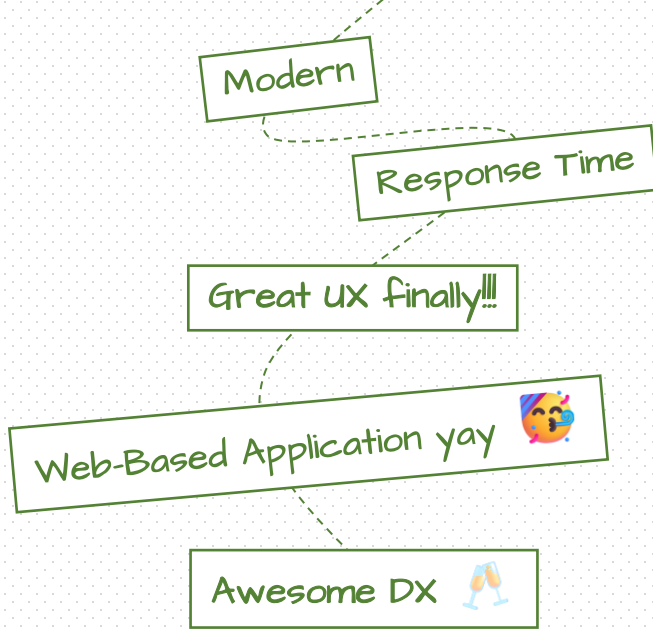 Modern
Response Time
Great UX finally!!!
Web-Based Application yay 🥳
Awesome DX 🥂